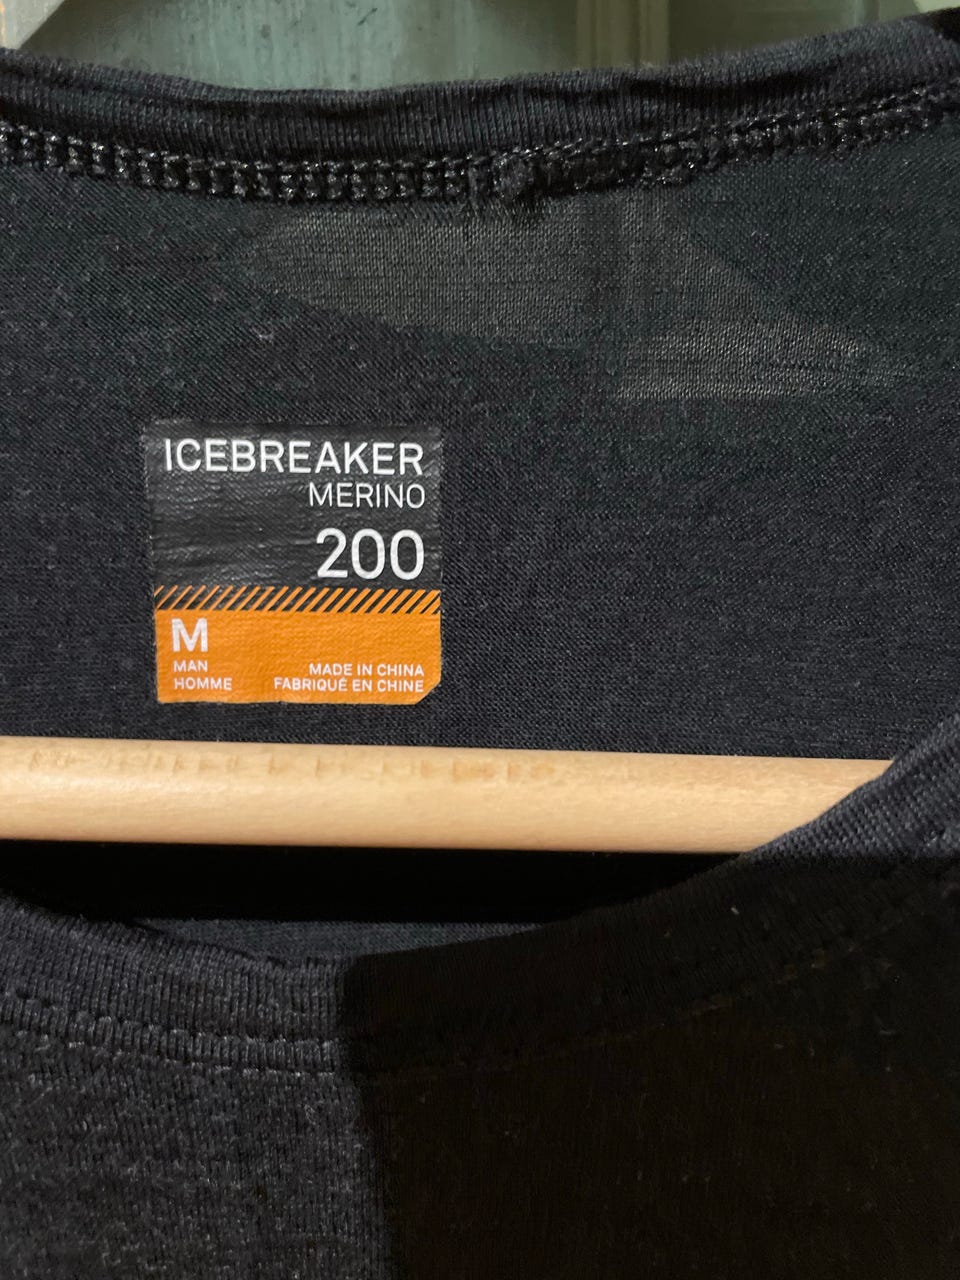 ICEBREAKER
MERINO
200
M
MAN
HOMME
MADE IN CHINA
FABRIQUÉ EN CHINE